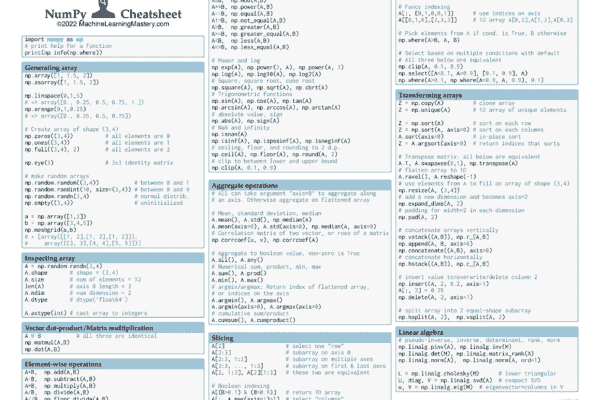 NumPy Cheatsheet
©2022 MachineLearningMastery.com
import numpy as np
# print help for a function
print(np.info(np.where))
Generating array
np.array([1, 1.5, 2])
np.asarray([1, 1.5, 2])
np.linspace(0,1,5)
# => array([0., 0.25, 0.5, 0.75, 1.])
np.arange(0,1,0.25)
# => array([0., 0.25, 0.5, 0.75])
# Create array of shape (3,4)
np.zeros((3,4)) # all elements are 0
np.ones((3,4)) # all elements are 1
np.full((3,4), 2) # all elements are 2
np.eye(3) # 3x3 identity matrix
# make random arrays
np.random.rand(3,4) # between 0 and 1
np.random.randint(10, size=(3,4)) # between 0 and 9
np.random.randn(3,4) # normal distrib.
np.empty((3,4)) # uninitialized
a = np.array([1,2])
b = np.array([3,4,5])
np.meshgrid(a,b)
# = [array([[1, 2],[1, 2],[1, 2]]),
# array([[3, 3],[4, 4],[5, 5]])]
Inspecting array
A = np.random.randn(3,4)
A.shape # shape = (3,4)
A.size # num of elements = 12
len(A) # axis 0 length = 3
A.ndim # num dimension = 2
A.dtype # dtype('float64')
A.astype(int) # cast array to integers
Vector dot-product/Matrix multiplication
A @ B # all three are identical
np.matmul(A,B)
np.dot(A,B)
Element-wise operations
A+B, np.add(A,B)
A-B, np.subtract(A,B)
A*B, np.multiply(A,B)
A/B, np.divide(A,B)
np.power(A,B)
A==B, np.equal(A,B)
A!=B, np.not_equal(A,B)
A>B, np.greater(A,B)
A>=B, np.greater_equal(A,B)
A<B, np.less(A,B)
A<=B, np.less_equal(A,B)
# Power and log
np.exp(A), np.power(2, A), np.power(A, 1)
np.log(A), np.log10(A), np.log2(A)
# Square, square root, cube root
np.square(A), np.sqrt(A), np.cbrt(A)
# Trigonometric functions
np.sin(A), np.cos(A), np.tan(A)
np.arcsin(A), np.arccos(A), np.arctan(A)
# absolute value, sign
np.abs(A), np.sign(A)
# NaN and infinity
np.isnan(A)
np.isinf(A), np.isposinf(A), np.isneginf(A)
# ceiling, floor, and rounding to 2 d.p.
np.ceil(A), np.floor(A), np.round(A, 2)
# clip to between lower and upper bound
np.clip(A, 0.1, 0.9)
Aggregate operations
# All can take argument "axis=0" to aggregate along
# an axis. Otherwise aggregate on flattened array
# Mean, standard deviation, median
np.mean(A), A.std(), np.median(A)
A.mean(axis=0), A.std(axis=0), np.median(A, axis=0)
# Correlation matrix of two vector, or rows of a matrix
np.corrcoef(u, v), np.corrcoef(A)
# Aggregate to boolean value, non-zero is True
A.all(), A.any()
# Numerical sum, product, min, max
A.sum(), A.prod()
A.min(), A.max()
# argmin/argmax: Return index of flattened array,
# or indices on the axis
A.argmin(), A.argmax()
A.argmin(axis=0), A.argmax(axis=0)
# cumulative sum/product
A.cumsum(), A.cumproduct()
Slicing
A[2] # select one "row"
A[2:3] # subarray on axis 0
A[2:3, 1:3] # subarray on multiple axes
A[2:3, ..., 1:3] # subarray on first & last axes
A[2, 1:3], A[2][1:3] # these two are equivalent
# Boolean indexing
A[(B>0.1) & (B<0.9)] # return 1D array
# fancy indexing
# use indices on axis
# 1D array A[0,2],A[1,3],A[0,3]
# Pick elements from A if cond. is True, B otherwise
np.where(A>B, A, B)
# Select based on multiple conditions with default
# All three below are equivalent
np.clip(A, 0.1, 0.9)
Transforming arrays
Z = np.copy(A) # clone array
Z = np.unique(A) # 1D array of unique elements
Z = np.sort(A) # sort on each row
Z = np.sort(A, axis=0) # sort on each column
A.sort(axis=0) # in-place sort
Z = A.argsort(axis=0) # return indices that sorts
# Transpose matrix: all below are equivalent
A.T, A.swapaxes(0,1), np.transpose(A)
# flatten array to 1D
A.ravel(), A.reshape(-1)
# use elements from A to fill an array of shape (3,4)
np.resize(A, (3,4))
# add a new dimension and becomes axis=2
np.expand_dims(A, 2)
# padding for width=2 in each dimension
np.pad(A, 2)
# concatenate arrays vertically
np.vstack((A,B)), np.r_[A,B]
np.append(A, B, axis=0)
np.concatenate((A,B), axis=0)
# concatenate horizontally
np.hstack((A,B)), np.c_[A,B]
# insert value to/overwrite/delete column 2
np.insert(A, 2, 0.2, axis=1)
A[:, 2] = 0.25
np.delete(A, 2, axis=1)
# split array into 2 equal-shape subarray
np.hsplit(A, 2), np.vsplit(A, 2)
Linear algebra
# pseudo-inverse, inverse, determinant, rank, norm
np.linalg.pinv(A), np.linalg.inv(M)
np.linalg.det(M), np.linalg.matrix_rank(A)
np.linalg.norm(A), np.linalg.norm(A, ord=1)
L = np.linalg.cholesky(M) # lower triangular
U, diag, V = np.linalg.svd(A) # compact SVD
w, V = np.linalg.eig(M) # eigenvalue+column in V